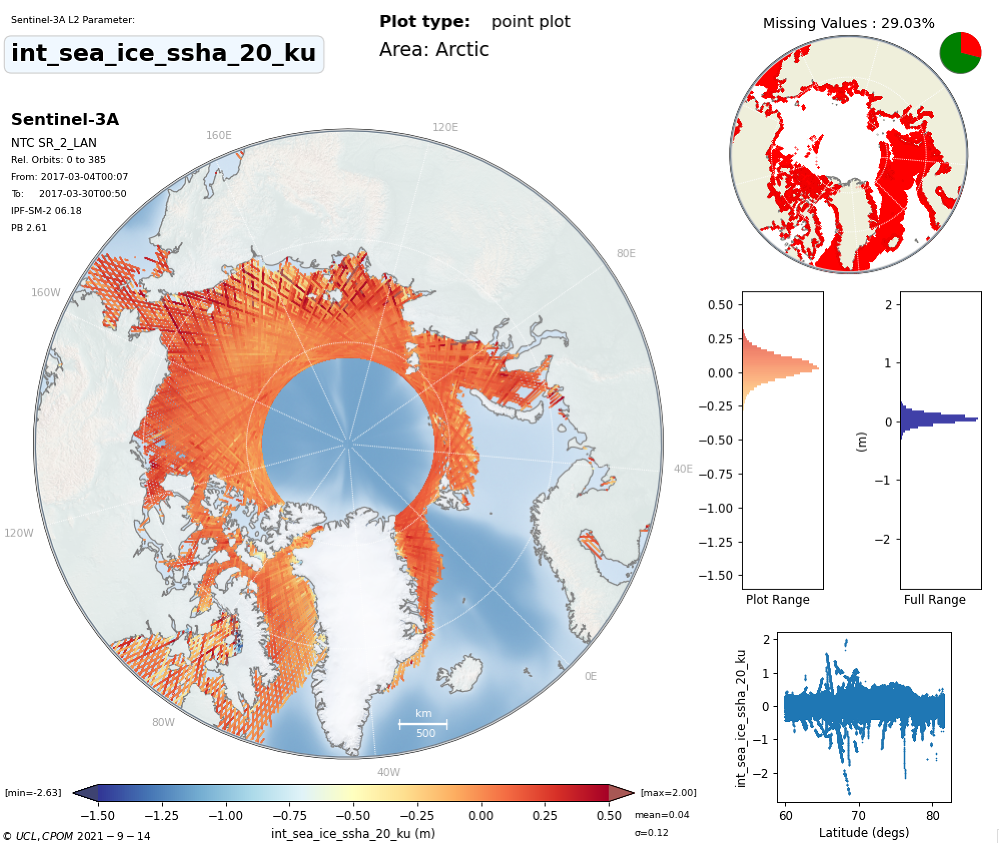 Sentinel-3A L2 Parameter:
int_sea_ice_ssha_20_ku
Plot type: point plot
Area: Arctic
Missing Values : 29.03%
Sentinel-3A
NTC SR_2_LAN
Rel. Orbits: 0 to 385
From: 2017-03-04T00:07
To: 2017-03-30T00:50
IPF-SM-2 06.18
PB 2.61
160E
120E
80E
160W
40E
120W
0E
80W
40W
km
500
0.50
0.25
0.00
−0.25
−0.50
−0.75
−1.00
−1.25
−1.50
Plot Range
(m)
2
1
0
−1
−2
Full Range
int_sea_ice_ssha_20_ku
2
1
0
−1
−2
60 70 80
Latitude (degs)
[min=-2.63]
[max=2.00]
−1.50 −1.25 −1.00 −0.75 −0.50 −0.25 0.00 0.25 0.50
mean=0.04
int_sea_ice_ssha_20_ku (m)
σ=0.12
© UCL, CPOM 2021 − 9 − 14